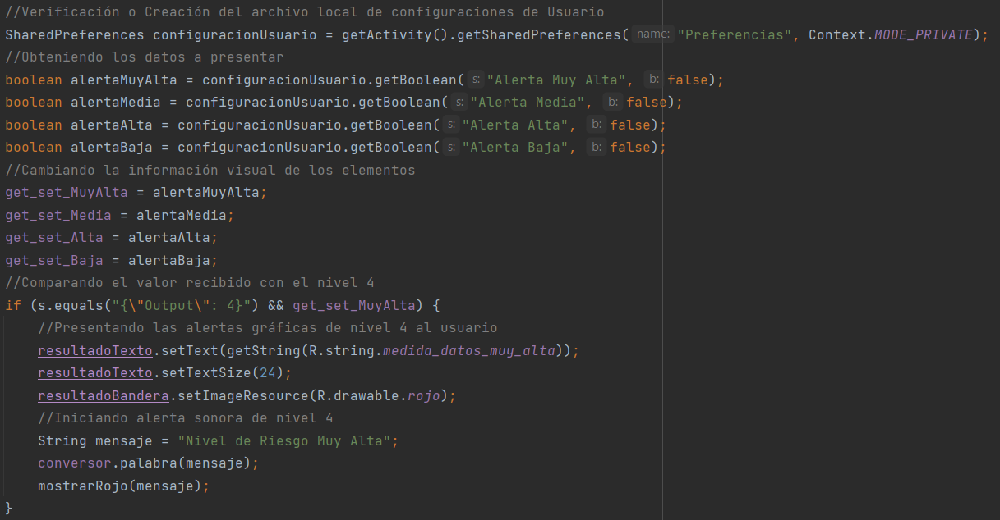 //Verificación o Creación del archivo local de configuraciones de Usuario
SharedPreferences configuracionUsuario = getActivity().getSharedPreferences( name: "Preferencias", Context.MODE_PRIVATE);
//Obteniendo los datos a presentar
boolean alertaMuyAlta = configuracionUsuario.getBoolean( s: "Alerta Muy Alta", b: false);
boolean alertaMedia = configuracionUsuario.getBoolean( s: "Alerta Media", b: false);
boolean alertaAlta = configuracionUsuario.getBoolean( s: "Alerta Alta", b: false);
boolean alertaBaja = configuracionUsuario.getBoolean( s: "Alerta Baja", b: false);
//Cambiando la información visual de los elementos
get_set_MuyAlta = alertaMuyAlta;
get_set_Media = alertaMedia;
get_set_Alta = alertaAlta;
get_set_Baja = alertaBaja;
//Comparando el valor recibido con el nivel 4
if (s.equals("{\"Output\": 4}") && get_set_MuyAlta) {
    //Presentando las alertas gráficas de nivel 4 al usuario
    resultadoTexto.setText(getString(R.string.medida_datos_muy_alta));
    resultadoTexto.setTextSize(24);
    resultadoBandera.setImageResource(R.drawable.rojo);
    //Iniciando alerta sonora de nivel 4
    String mensaje = "Nivel de Riesgo Muy Alta";
    conversor.palabra(mensaje);
    mostrarRojo(mensaje);
}